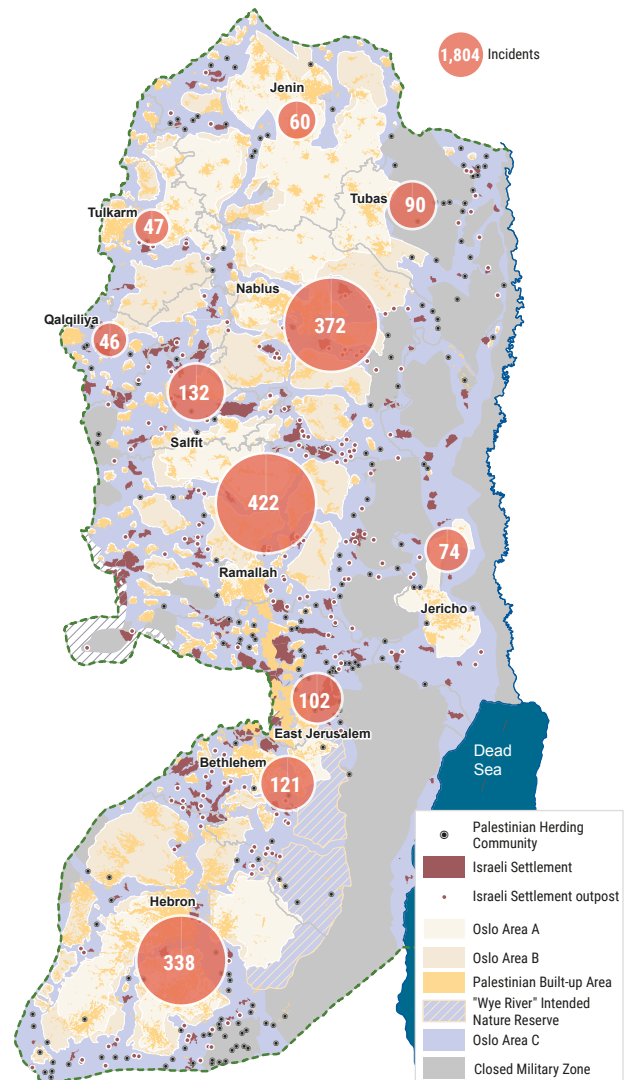 1,804 Incidents
Jenin
60
Tubas
90
Tulkarm
47
Nablus
372
Qalqiliya
46
132
Salfit
422
Ramallah
74
Jericho
102
East Jerusalem
Bethlehem
121
Dead
Sea
Hebron
338
Palestinian Herding
Community
Israeli Settlement
Israeli Settlement outpost
Oslo Area A
Oslo Area B
Palestinian Built-up Area
"Wye River" Intended
Nature Reserve
Oslo Area C
Closed Military Zone